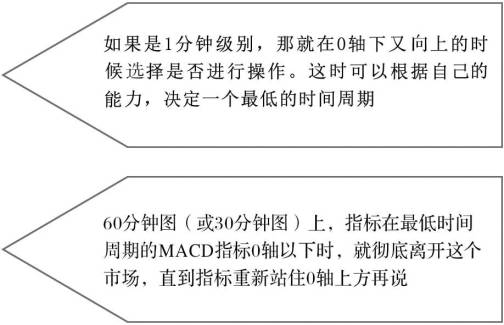 如果是1分钟级别，那就在0轴下又向上的时
候选择是否进行操作。这时可以根据自己的
能力，决定一个最低的时间周期
60分钟图（或30分钟图）上，指标在最低时间
周期的MACD指标0轴以下时，就彻底离开这个
市场，直到指标重新站住0轴上方再说